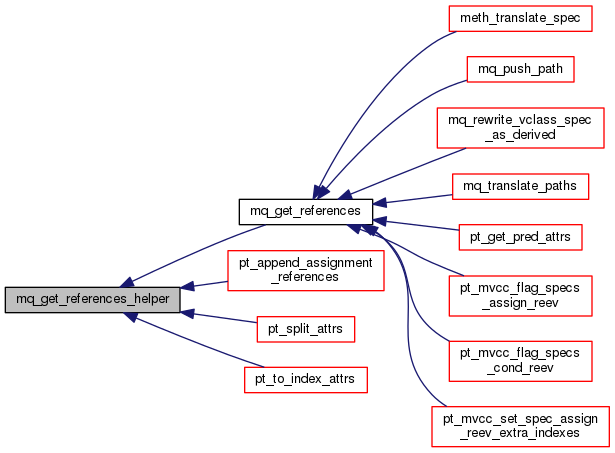 meth_translate_spec
mq_push_path
mq_rewrite_vclass_spec
_as_derived
mq_translate_paths
mq_get_references
pt_get_pred_attrs
pt_append_assignment
_references
pt_mvcc_flag_specs
_assign_reev
mq_get_references_helper
pt_split_attrs
pt_mvcc_flag_specs
_cond_reev
pt_to_index_attrs
pt_mvcc_set_spec_assign
_reev_extra_indexes